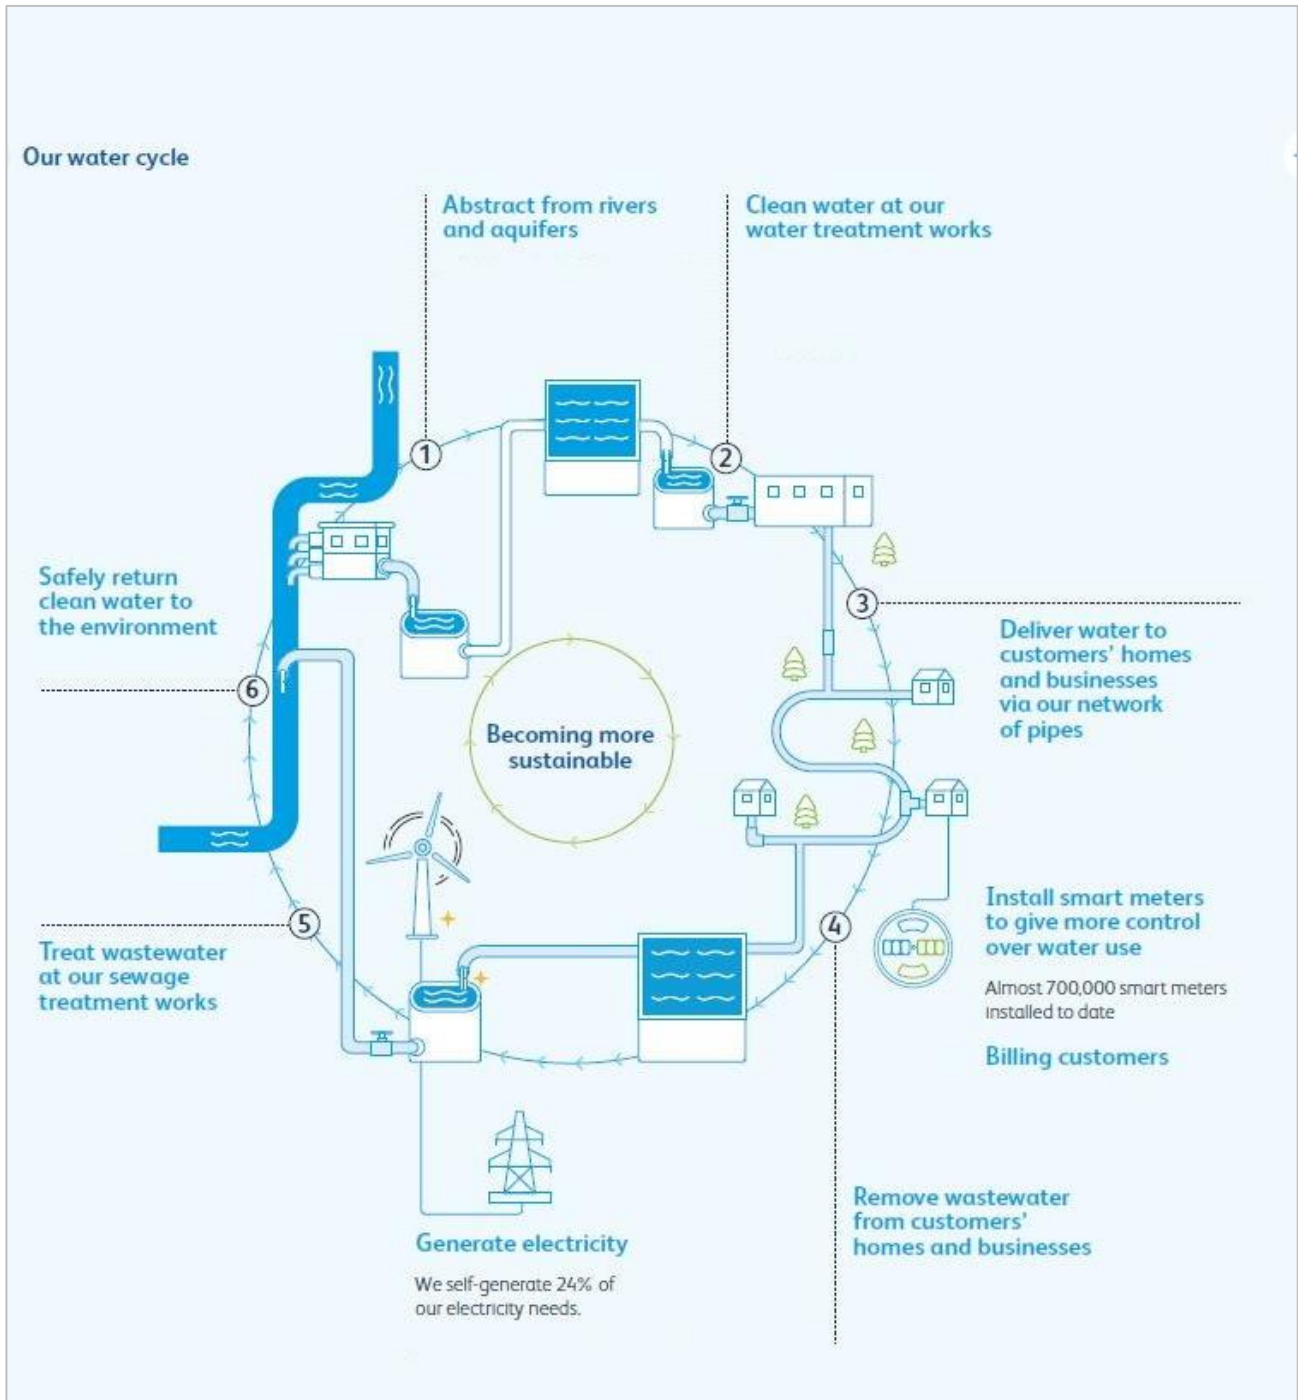 Our water cycle
Abstract from rivers
and aquifers
Clean water at our
water treatment works
1
2
3
Deliver water to
customers' homes
and businesses
via our network
of pipes
Safely return
clean water to
the environment
6
Becoming more
sustainable
5
Treat wastewater
at our sewage
treatment works
4
Install smart meters
to give more control
over water use
Almost 700,000 smart meters
installed to date
Billing customers
Remove wastewater
from customers'
homes and businesses
Generate electricity
We self-generate 24% of
our electricity needs.